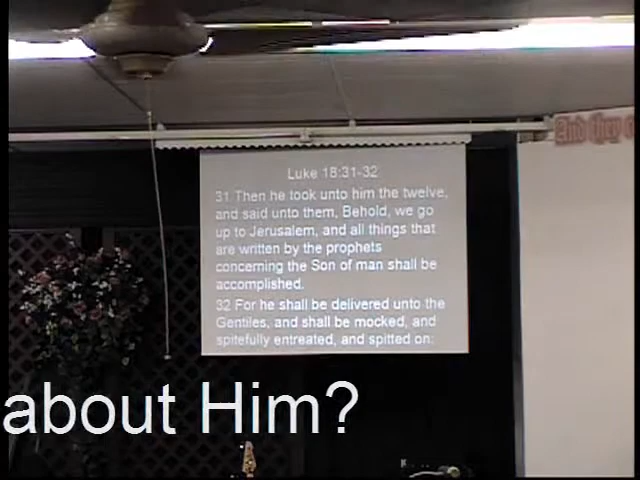 And they
Luke 18:31-32
31 Then he took unto him the twelve,
and said unto them, Behold, we go
up to Jerusalem, and all things that
are written by the prophets
concerning the Son of man shall be
accomplished.
32 For he shall be delivered unto the
Gentiles, and shall be mocked, and
spitefully entreated, and spitted on:
about Him?